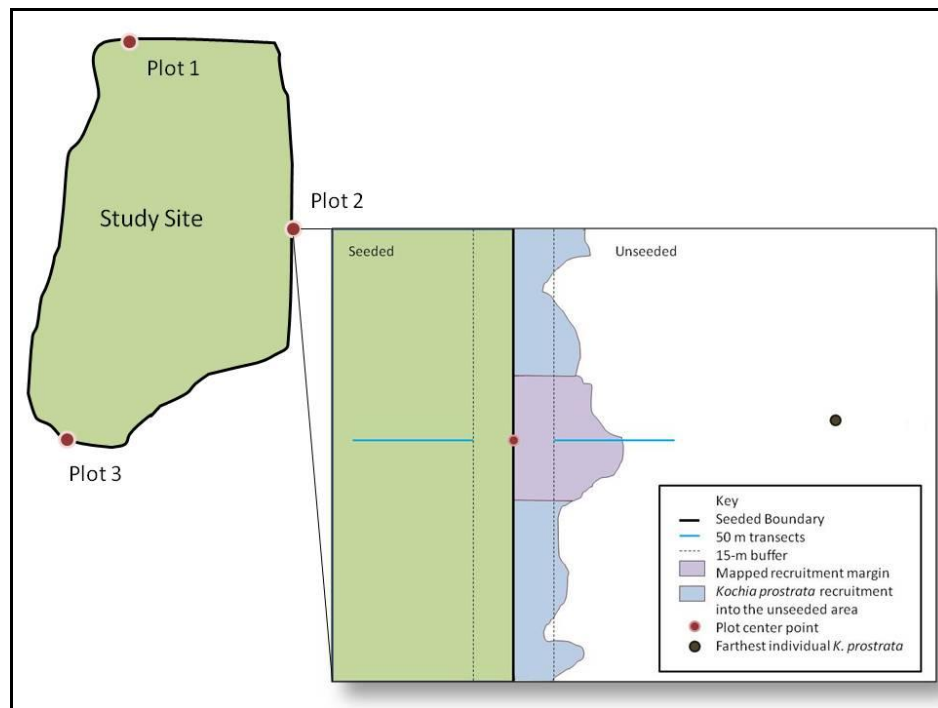 Plot 1
Study Site
Plot 2
Plot 3
Seeded
Unseeded
Key
Seeded Boundary
50 m transects
15-m buffer
Mapped recruitment margin
Kochia prostrata recruitment
into the unseeded area
Plot center point
Farthest individual K. prostrata